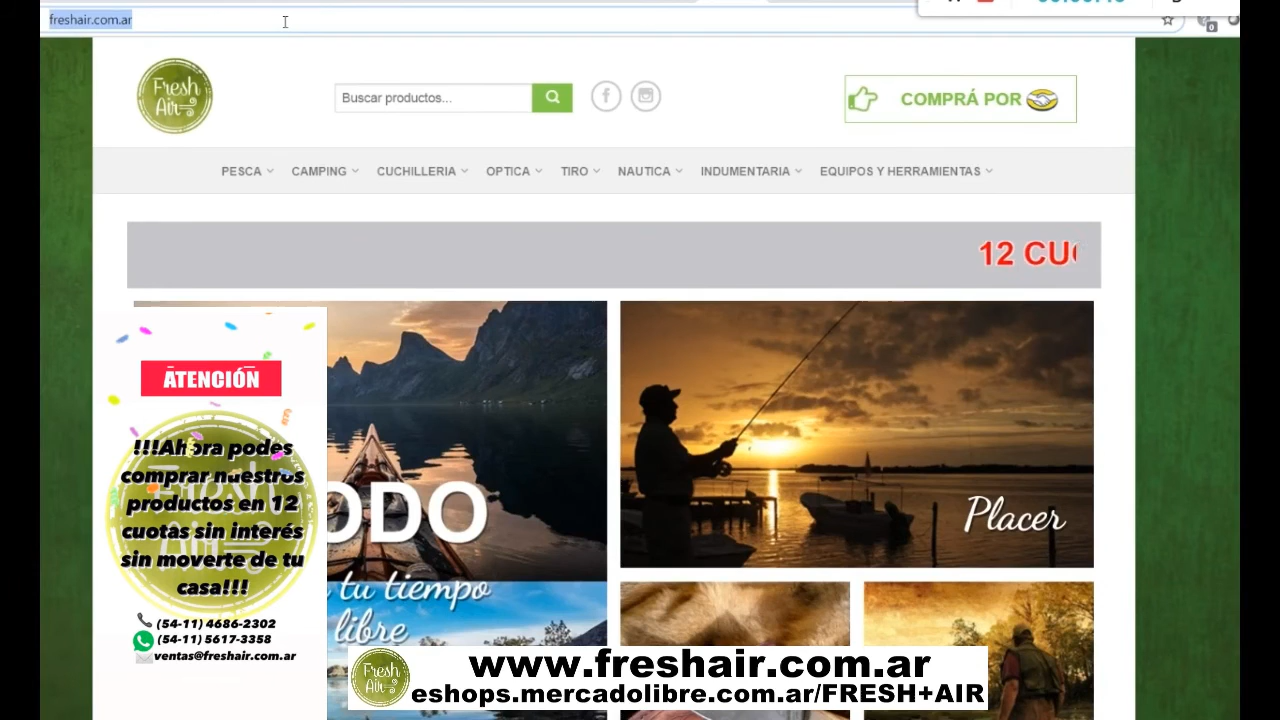 freshair.com.ar
0
Fresh
Air
Buscar productos...
COMPRÁ POR
PESCA
CAMPING
CUCHILLERIA
OPTICA
TIRO
NAUTICA
INDUMENTARIA
EQUIPOS Y HERRAMIENTAS
12
ATENCIÓN
!!!Ahora podes
comprar nuestros
productos en 12
cuotas sin interés
sin moverte de tu
casa!!!
(54-11) 4686-2302
(54-11) 5617-3358
ventas@freshair.com.ar
tu tiempo
libre
Placer
Fresh
Air
www.freshair.com.ar
eshops.mercadolibre.com.ar/FRESH+AIR